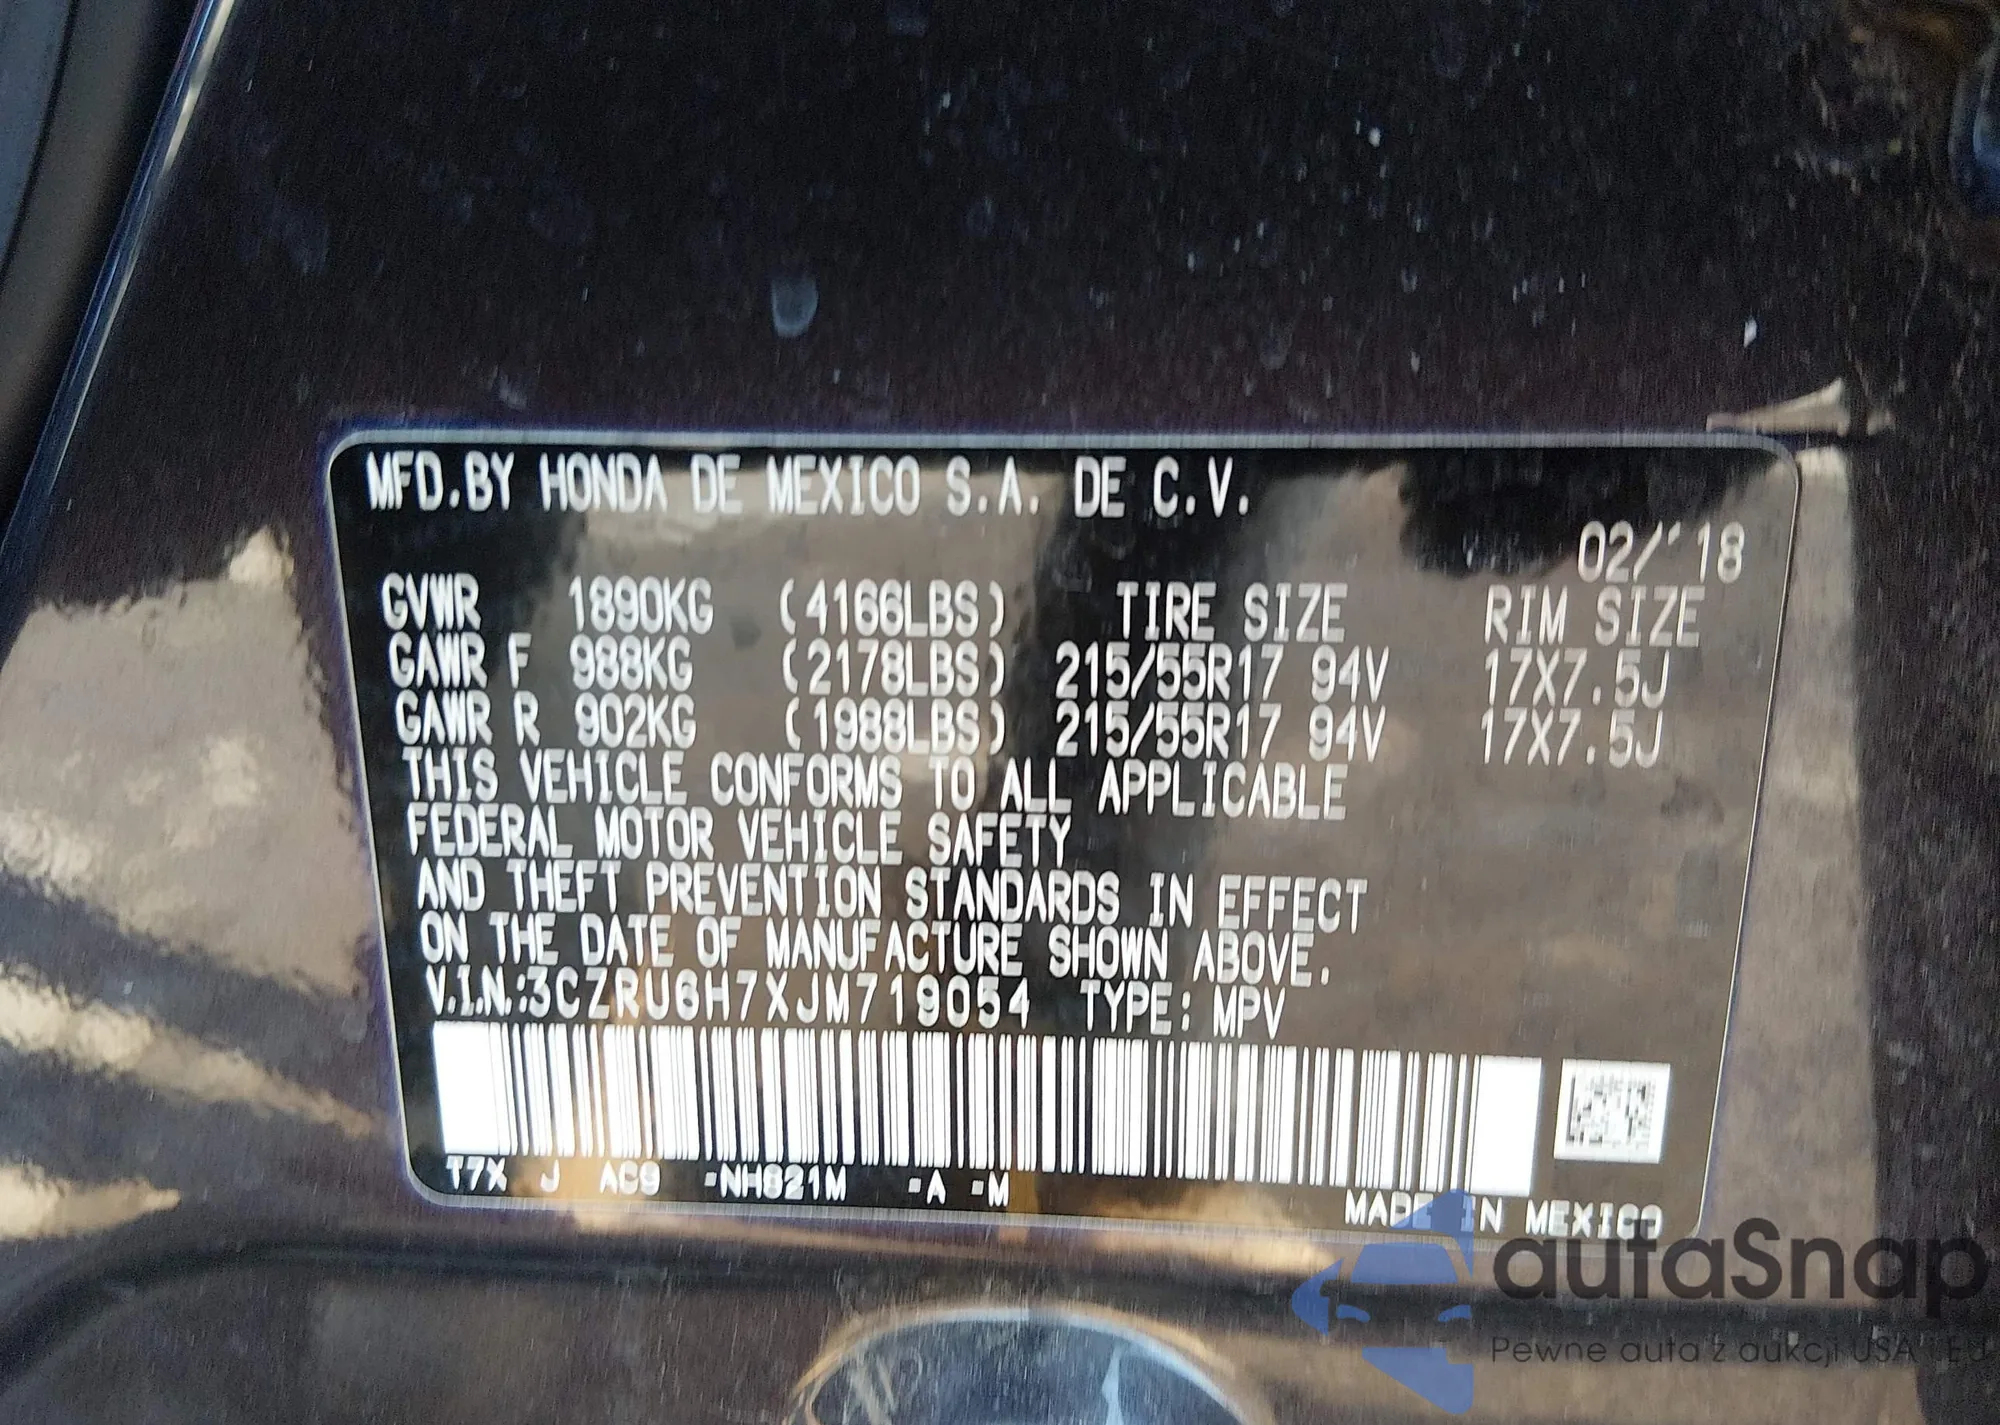 MFD.BY HONDA DE MEXICO S.A. DE C.V.
02/'18
GVWR 1890KG (4166LBS) TIRE SIZE RIM SIZE
GAWR F 988KG (2178LBS) 215/55R17 94V 17X7.5J
GAWR R 902KG (1988LBS) 215/55R17 94V 17X7.5J
THIS VEHICLE CONFORMS TO ALL APPLICABLE
FEDERAL MOTOR VEHICLE SAFETY
AND THEFT PREVENTION STANDARDS IN EFFECT
ON THE DATE OF MANUFACTURE SHOWN ABOVE.
V.I.N.:3CZRU6H7XJM719054 TYPE: MPV
T7X J AC9 -NH821M -A -M
MADE IN MEXICO
autaSnap
Pewne auta z aukcji USA i EU